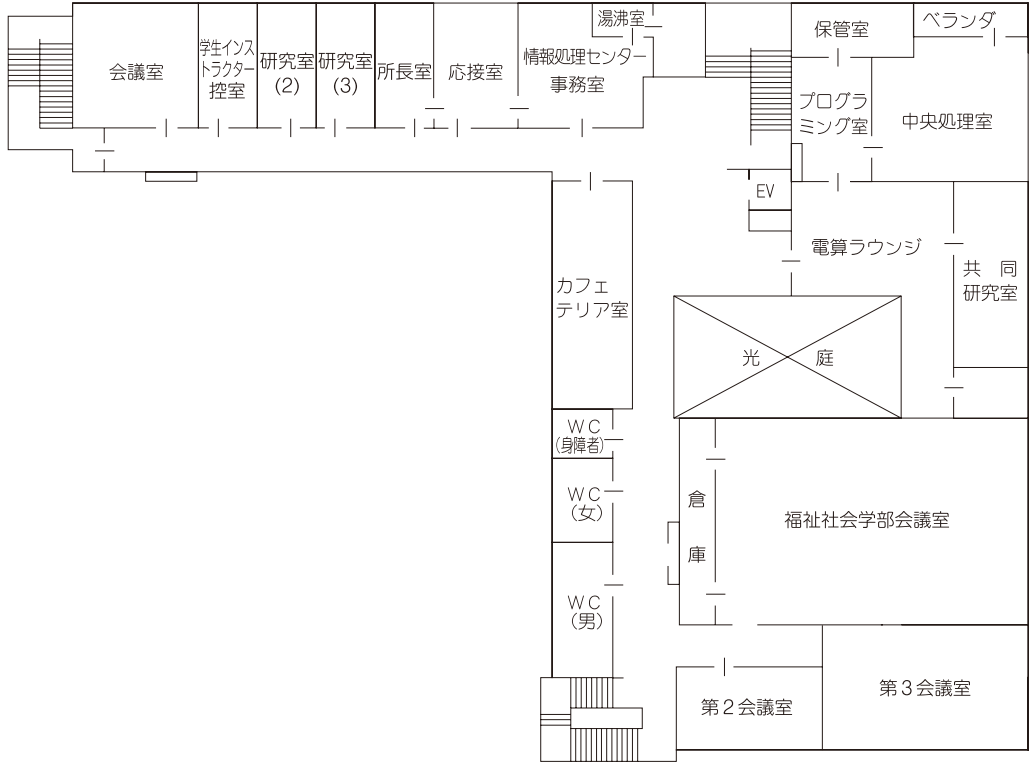 湯沸室
ベランダ
保管室
会議室
学生インス
トラクター
控室
研究室
(2)
研究室
(3)
所長室
応接室
情報処理センター
事務室
プログラ
ミング室
中央処理室
EV
電算ラウンジ
共　同
研究室
カフェ
テリア室
光　庭
ＷＣ
(身障者)
ＷＣ
(女)
倉
庫
福祉社会学部会議室
ＷＣ
(男)
第２会議室
第３会議室